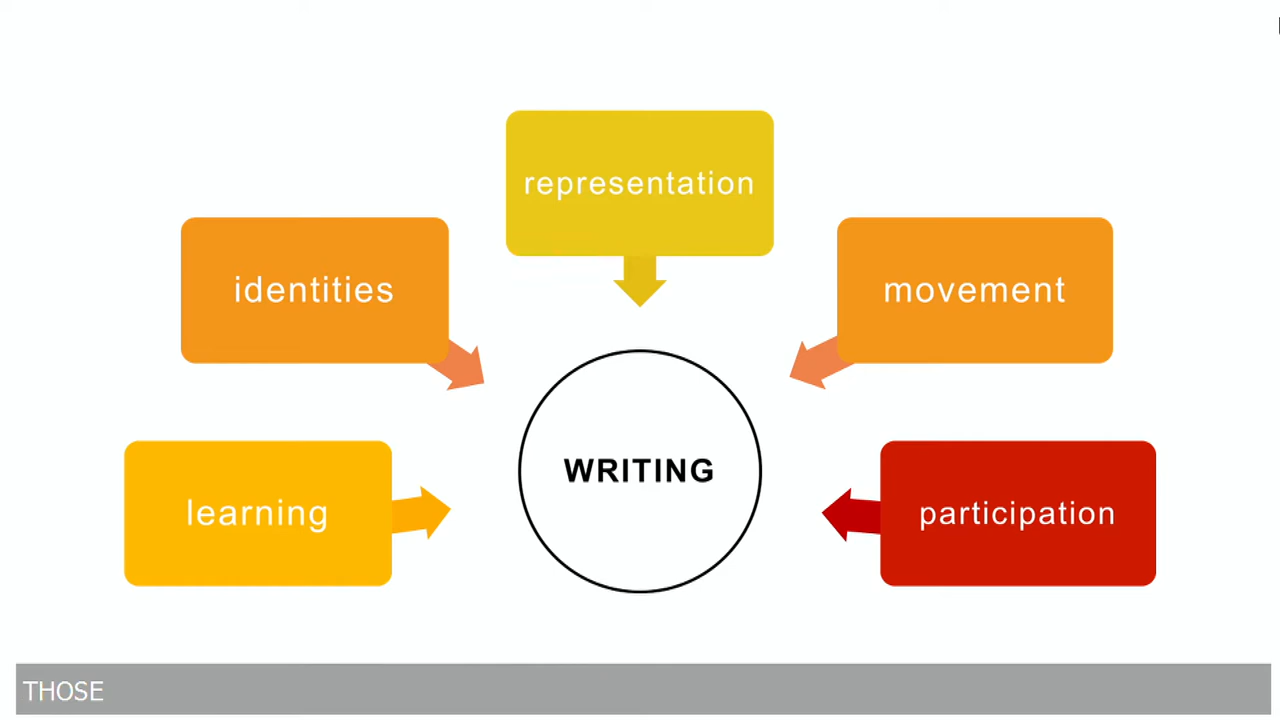 representation
identities
movement
WRITING
learning
participation
THOSE